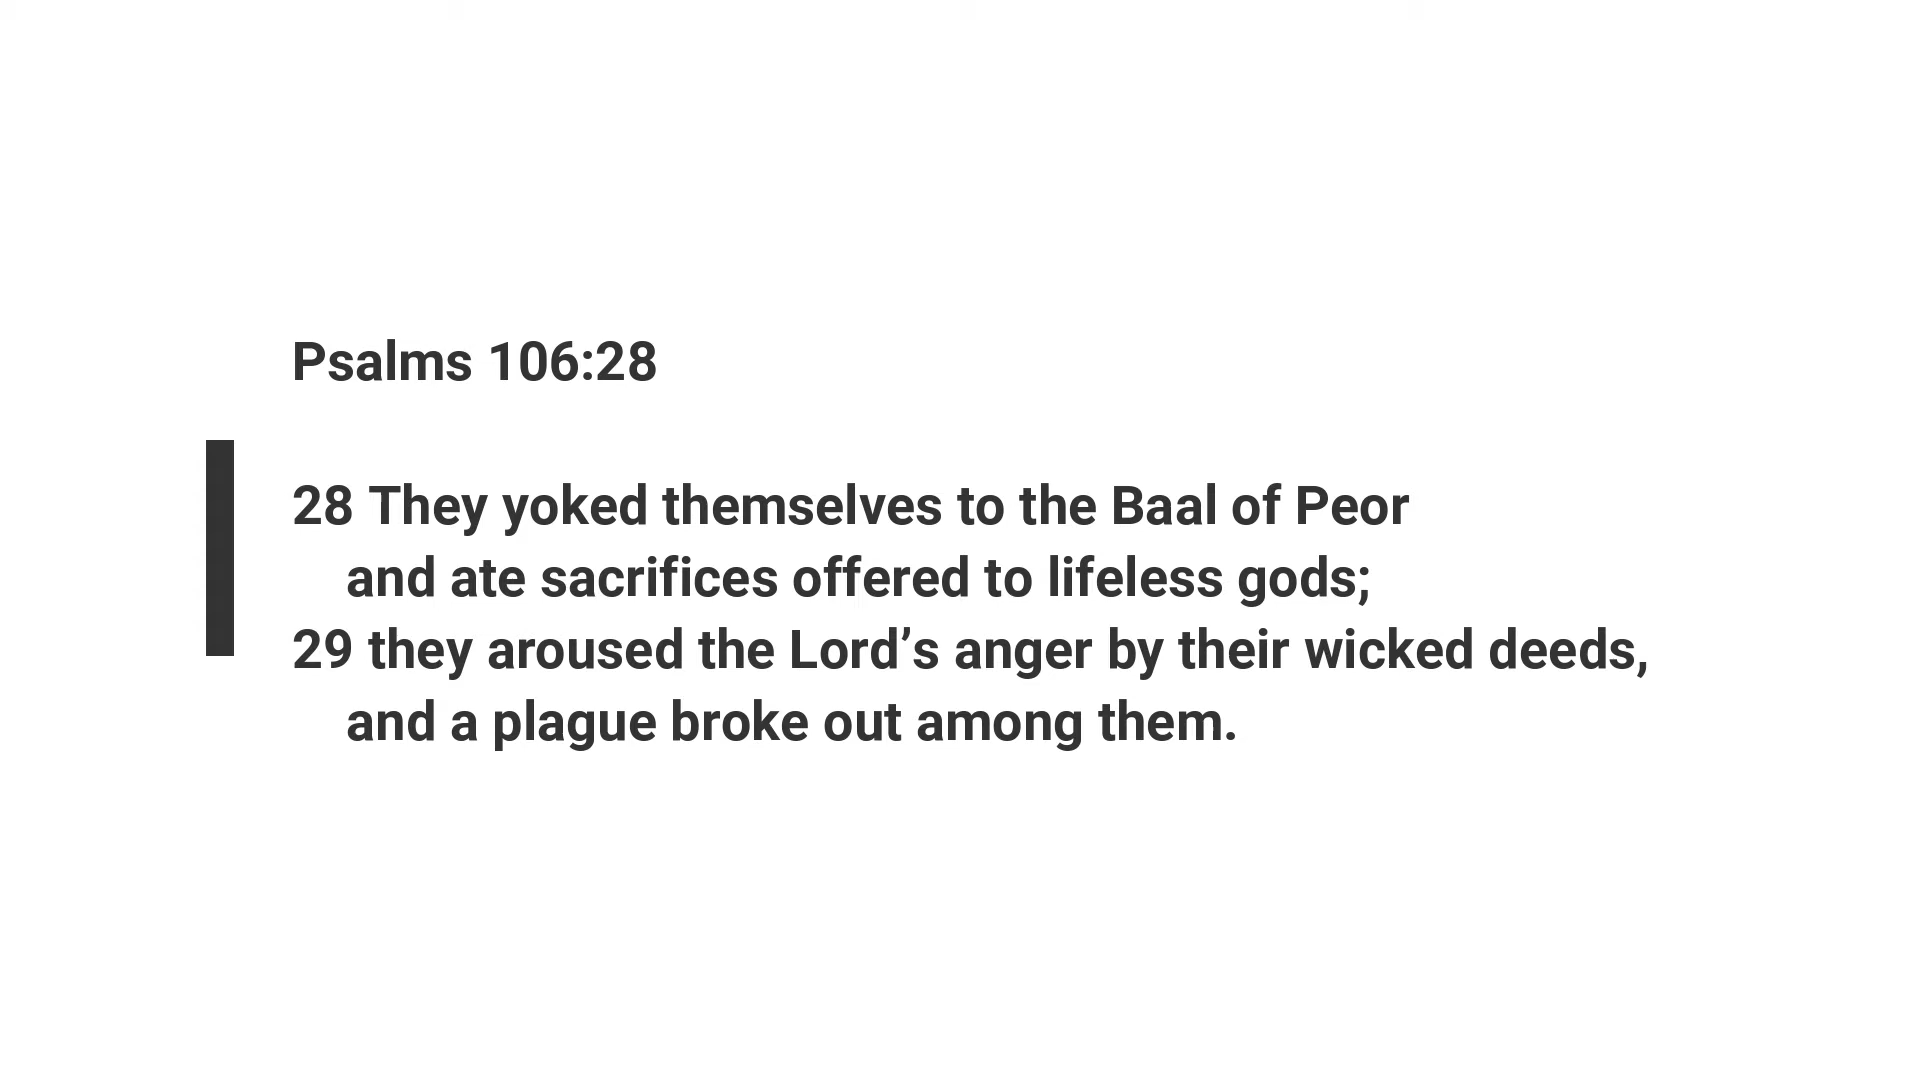 Psalms 106:28
28 They yoked themselves to the Baal of Peor
and ate sacrifices offered to lifeless gods;
29 they aroused the Lord’s anger by their wicked deeds,
and a plague broke out among them.